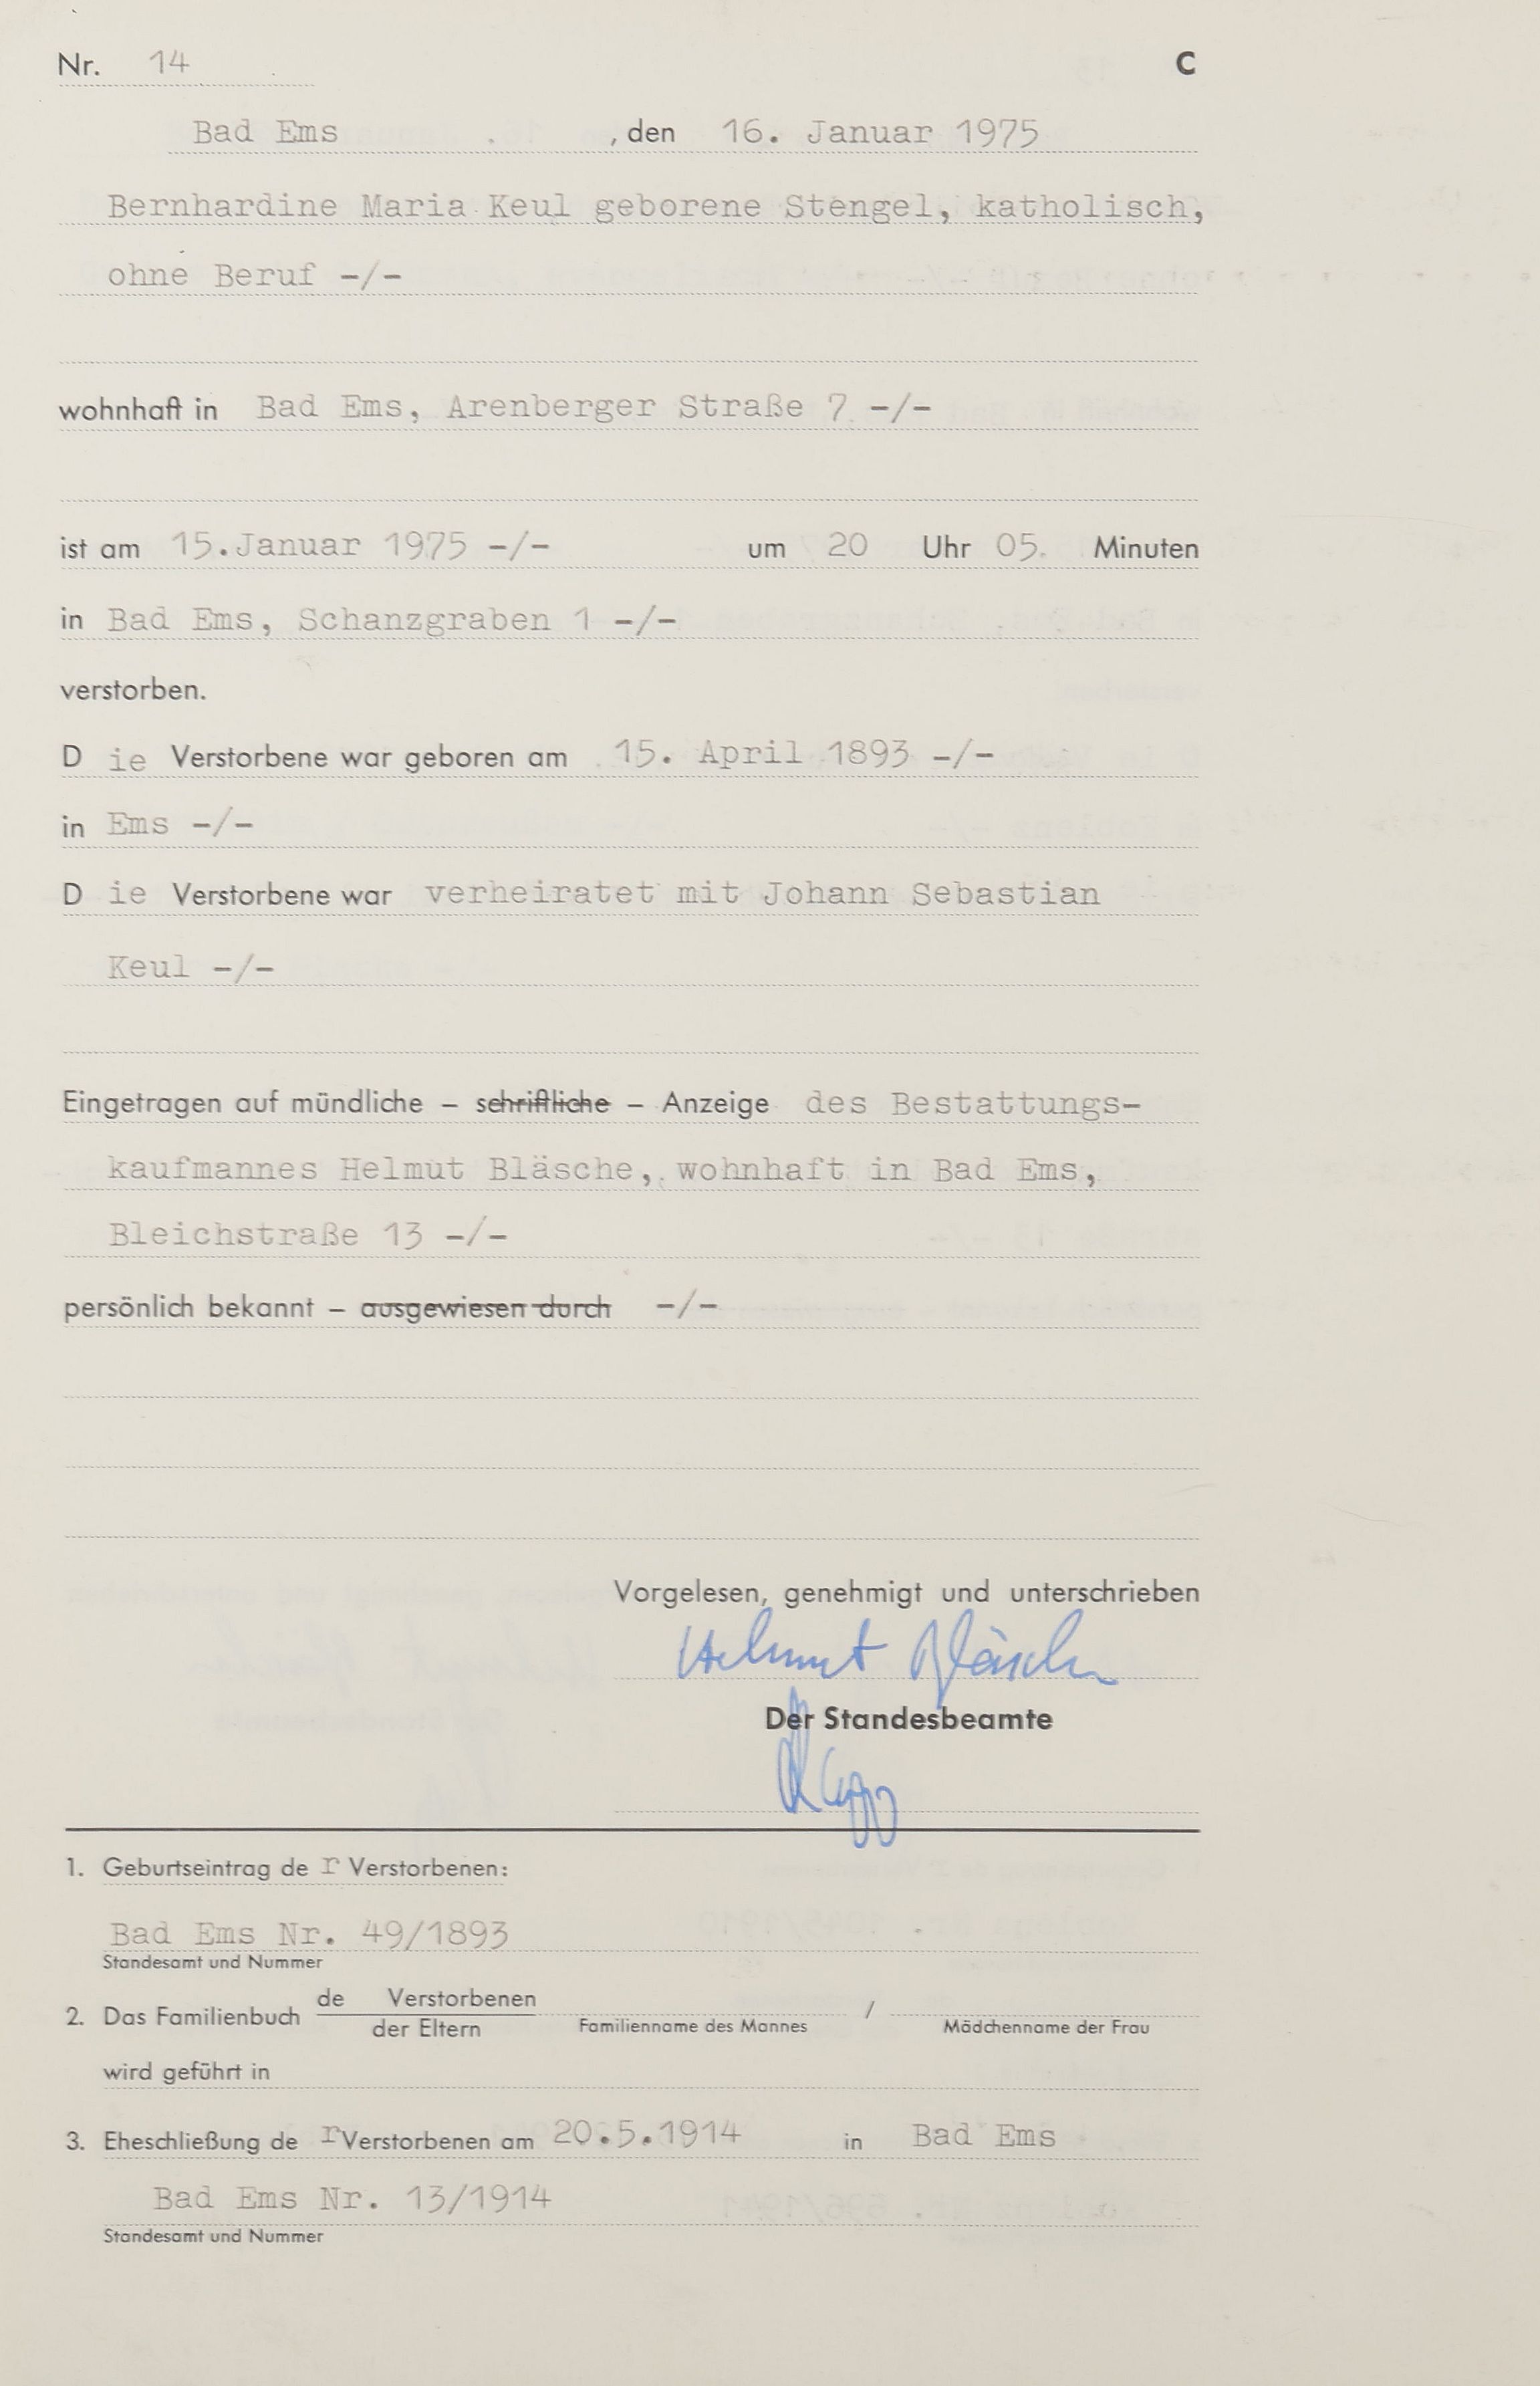 Nr. 14 C
Bad Ems , den 16. Januar 1975
Bernhardine Maria Keul geborene Stengel, katholisch,
ohne Beruf -/-
wohnhaft in Bad Ems, Arenberger Straße 7 -/-
ist am 15.Januar 1975 -/- um 20 Uhr 05 Minuten
in Bad Ems, Schanzgraben 1 -/-
verstorben.
D ie Verstorbene war geboren am 15. April 1893 -/-
in Ems -/-
D ie Verstorbene war verheiratet mit Johann Sebastian
Keul -/-
Eingetragen auf mündliche – schriftliche – Anzeige des Bestattungs-
kaufmannes Helmut Bläsche, wohnhaft in Bad Ems,
Bleichstraße 13 -/-
persönlich bekannt – ausgewiesen durch -/-
Vorgelesen, genehmigt und unterschrieben
Helmut Bläsche
Der Standesbeamte
1. Geburtseintrag de r Verstorbenen:
Bad Ems Nr. 49/1893
Standesamt und Nummer
2. Das Familienbuch de Verstorbenen / der Eltern Familienname des Mannes / Mädchenname der Frau
wird geführt in
3. Eheschließung de r Verstorbenen am 20.5.1914 in Bad Ems
Bad Ems Nr. 13/1914
Standesamt und Nummer